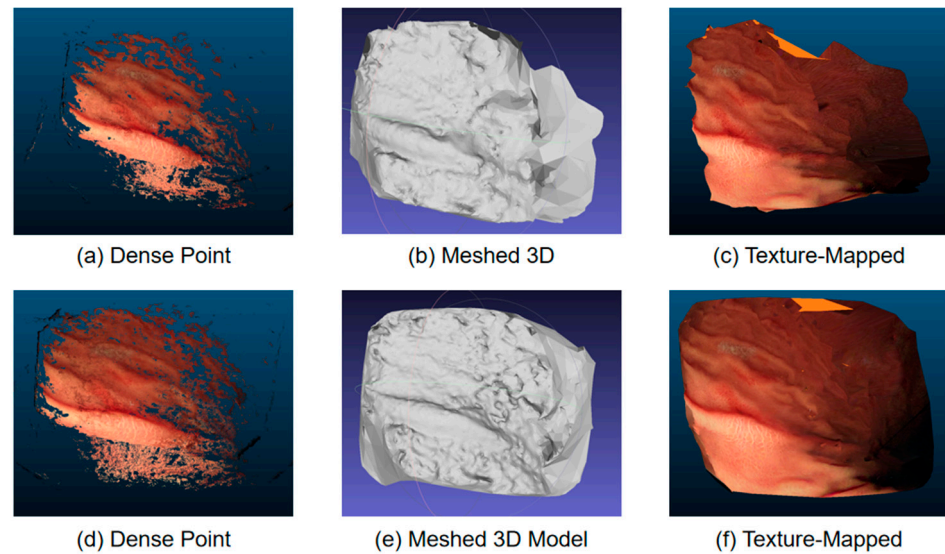 (a) Dense Point
(b) Meshed 3D
(c) Texture-Mapped
(d) Dense Point
(e) Meshed 3D Model
(f) Texture-Mapped